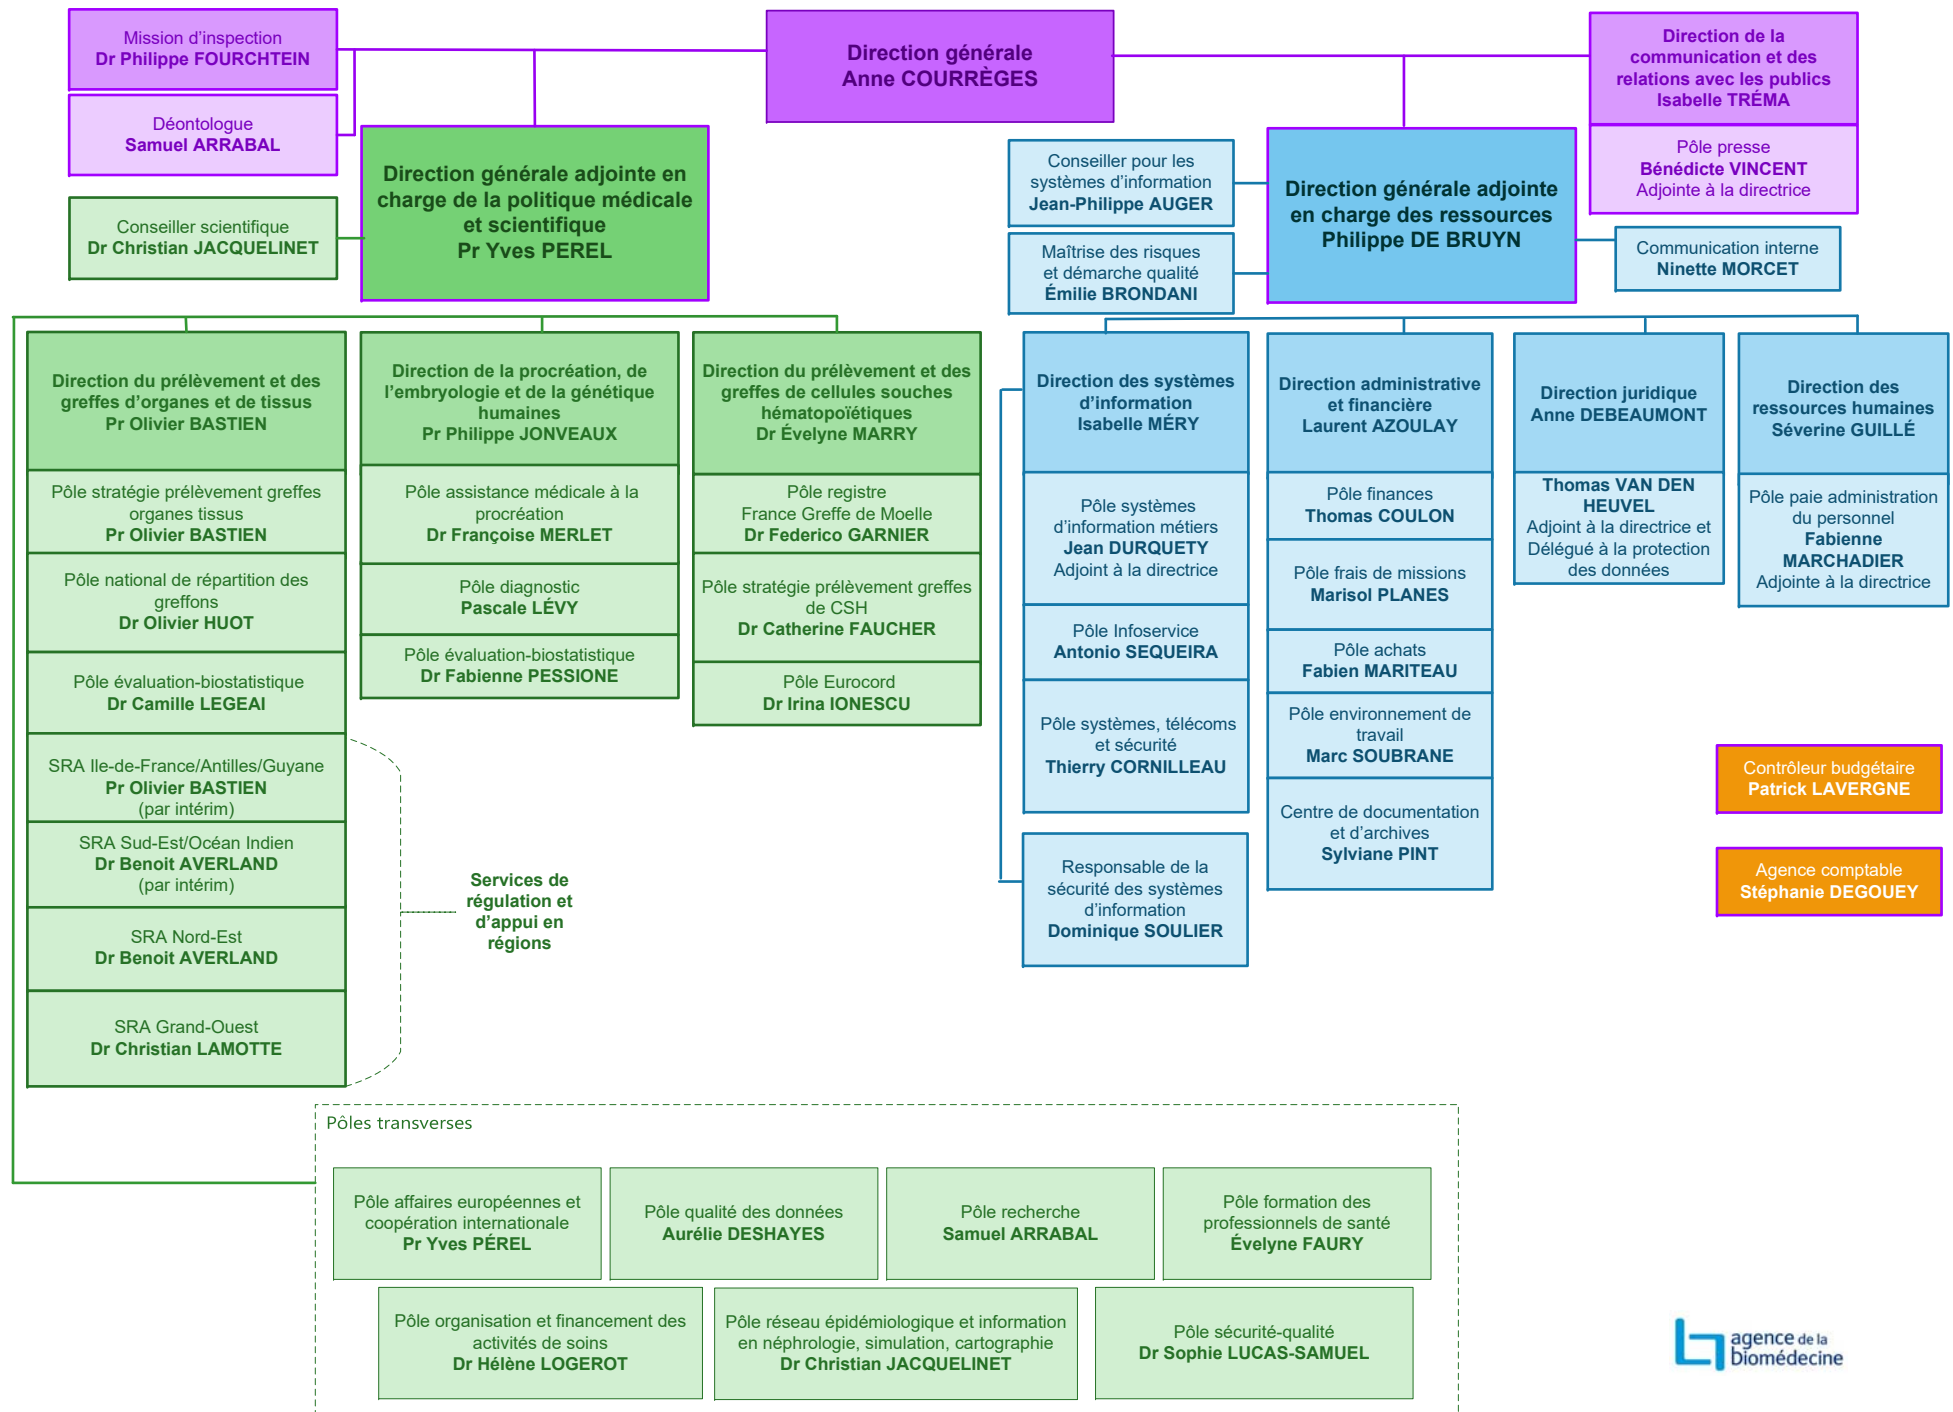 Mission d'inspection
Dr Philippe FOURCHTEIN
Déontologue
Samuel ARRABAL
Direction générale
Anne COURRÈGES
Direction de la
communication et des
relations avec les publics
Isabelle TRÉMA
Pôle presse
Bénédicte VINCENT
Adjointe à la directrice
Conseiller scientifique
Dr Christian JACQUELINET
Direction générale adjointe en
charge de la politique médicale
et scientifique
Pr Yves PEREL
Conseiller pour les
systèmes d'information
Jean-Philippe AUGER
Maîtrise des risques
et démarche qualité
Émilie BRONDANI
Direction générale adjointe
en charge des ressources
Philippe DE BRUYN
Communication interne
Ninette MORCET
Direction du prélèvement et des
greffes d'organes et de tissus
Pr Olivier BASTIEN
Pôle stratégie prélèvement greffes
organes tissus
Pr Olivier BASTIEN
Pôle national de répartition des
greffons
Dr Olivier HUOT
Pôle évaluation-biostatistique
Dr Camille LEGEAI
SRA Ile-de-France/Antilles/Guyane
Pr Olivier BASTIEN
(par intérim)
SRA Sud-Est/Océan Indien
Dr Benoit AVERLAND
(par intérim)
SRA Nord-Est
Dr Benoit AVERLAND
SRA Grand-Ouest
Dr Christian LAMOTTE
Services de
régulation et
d'appui en
régions
Direction de la procréation, de
l'embryologie et de la génétique
humaines
Pr Philippe JONVEAUX
Pôle assistance médicale à la
procréation
Dr Françoise MERLET
Pôle diagnostic
Pascale LÉVY
Pôle évaluation-biostatistique
Dr Fabienne PESSIONE
Direction du prélèvement et des
greffes de cellules souches
hématopoïétiques
Dr Évelyne MARRY
Pôle registre
France Greffe de Moelle
Dr Federico GARNIER
Pôle stratégie prélèvement greffes
de CSH
Dr Catherine FAUCHER
Pôle Eurocord
Dr Irina IONESCU
Direction des systèmes
d'information
Isabelle MÉRY
Pôle systèmes
d'information métiers
Jean DURQUETY
Adjoint à la directrice
Pôle Infoservice
Antonio SEQUEIRA
Pôle systèmes, télécoms
et sécurité
Thierry CORNILLEAU
Responsable de la
sécurité des systèmes
d'information
Dominique SOULIER
Direction administrative
et financière
Laurent AZOULAY
Pôle finances
Thomas COULON
Pôle frais de missions
Marisol PLANES
Pôle achats
Fabien MARITEAU
Pôle environnement de
travail
Marc SOUBRANE
Centre de documentation
et d'archives
Sylviane PINT
Direction juridique
Anne DEBEAUMONT
Thomas VAN DEN
HEUVEL
Adjoint à la directrice et
Délégué à la protection
des données
Direction des
ressources humaines
Séverine GUILLÉ
Pôle paie administration
du personnel
Fabienne
MARCHADIER
Adjointe à la directrice
Contrôleur budgétaire
Patrick LAVERGNE
Agence comptable
Stéphanie DEGOUEY
Pôles transverses
Pôle affaires européennes et
coopération internationale
Pr Yves PÉREL
Pôle qualité des données
Aurélie DESHAYES
Pôle recherche
Samuel ARRABAL
Pôle formation des
professionnels de santé
Évelyne FAURY
Pôle organisation et financement des
activités de soins
Dr Hélène LOGEROT
Pôle réseau épidémiologique et information
en néphrologie, simulation, cartographie
Dr Christian JACQUELINET
Pôle sécurité-qualité
Dr Sophie LUCAS-SAMUEL
agence de la
biomédecine